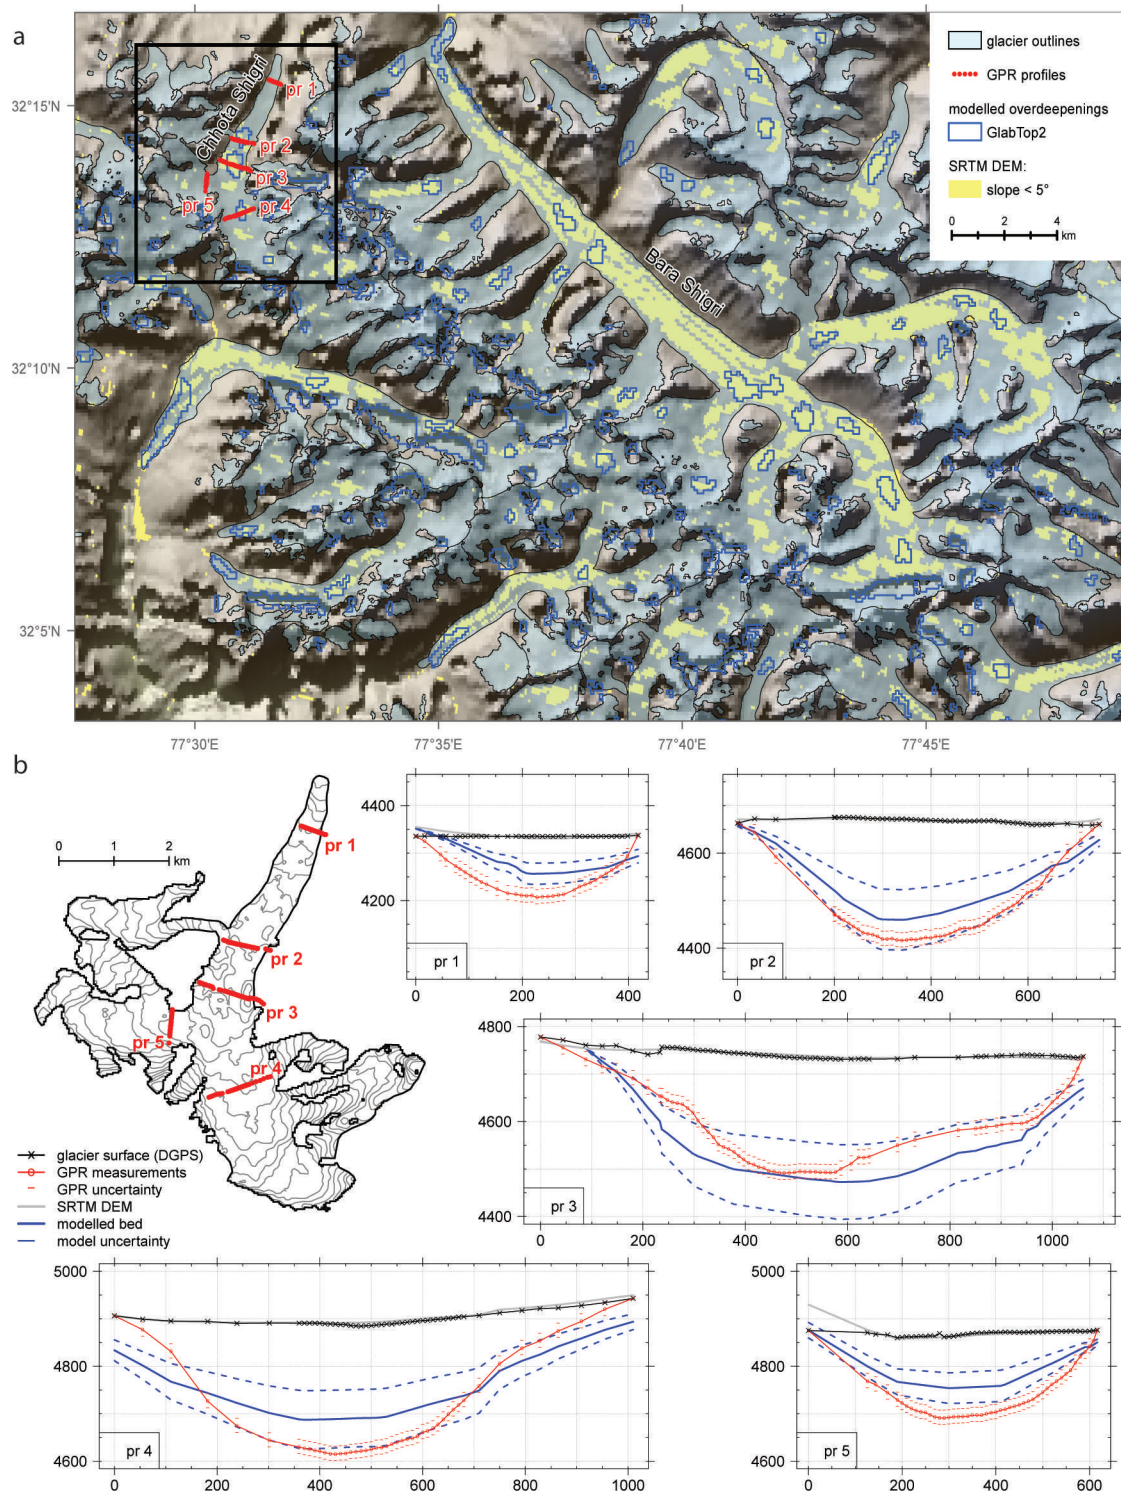 a
glacier outlines
GPR profiles
modelled overdeepenings
GlabTop2
SRTM DEM:
slope < 5°
0 2 4
km
Chhota Shigri
pr 1
pr 2
pr 3
pr 5
pr 4
Bara Shigri
32°15'N
32°10'N
32°5'N
77°30'E 77°35'E 77°40'E 77°45'E
b
0 1 2
km
pr 1
pr 2
pr 3
pr 5
pr 4
glacier surface (DGPS)
GPR measurements
GPR uncertainty
SRTM DEM
modelled bed
model uncertainty
4400
4200
pr 1
0 200 400
4600
4400
pr 2
0 200 400 600
4800
4600
4400
pr 3
0 200 400 600 800 1000
5000
4800
4600
pr 4
0 200 400 600 800 1000
5000
4800
4600
pr 5
0 200 400 600